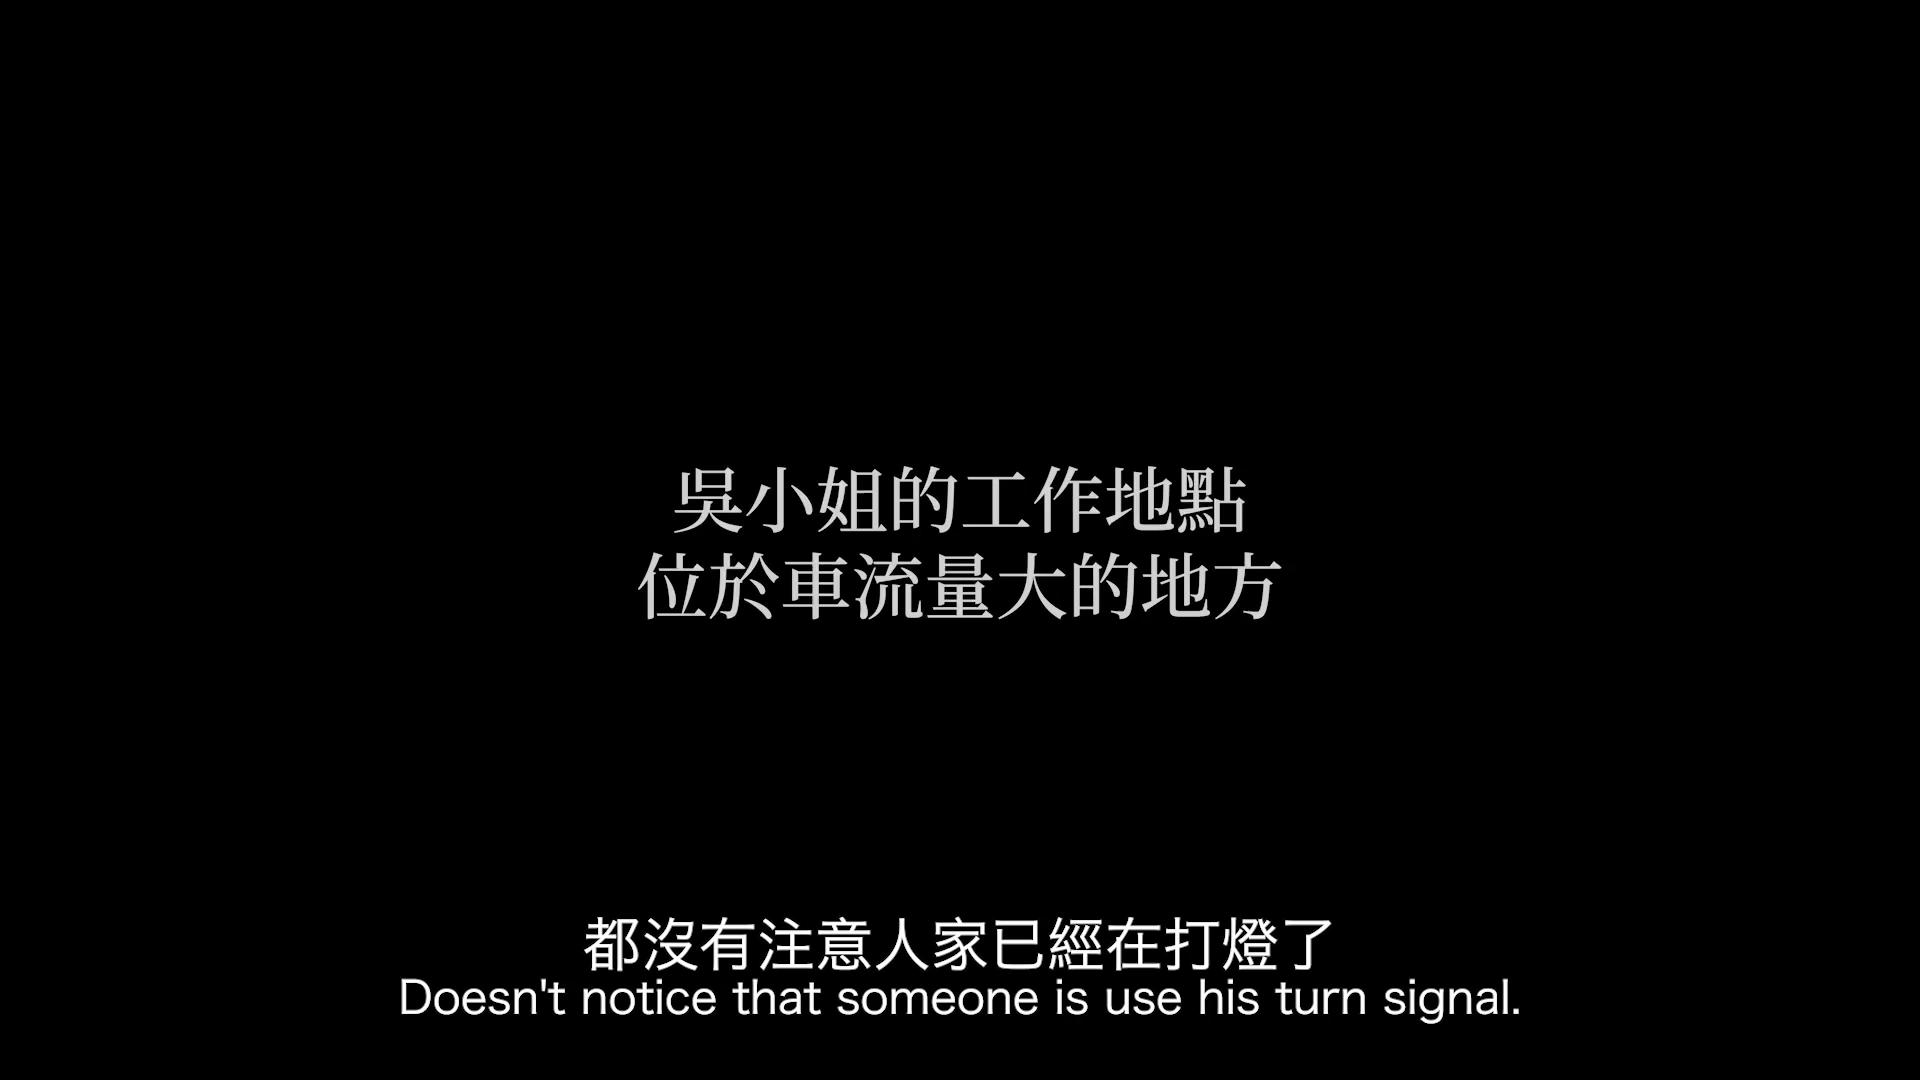 吳小姐的工作地點
位於車流量大的地方
都沒有注意人家已經在打燈了
Doesn't notice that someone is use his turn signal.